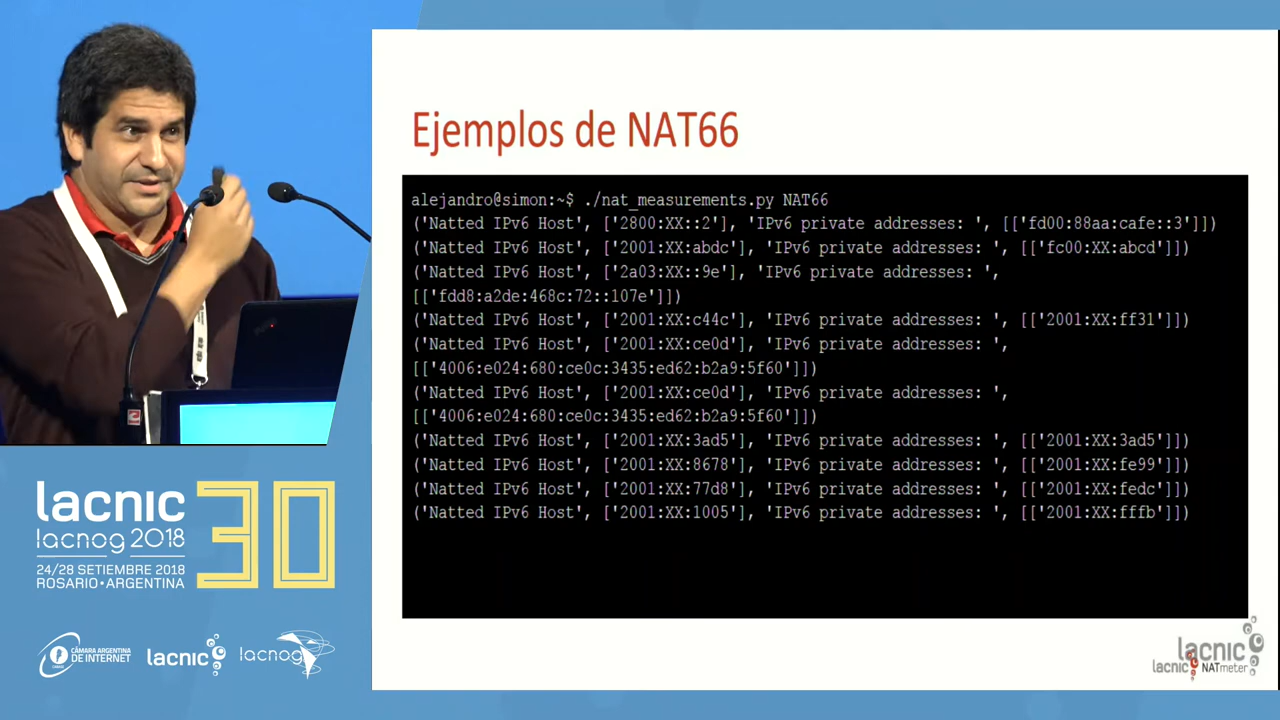 Ejemplos de NAT66
alejandro@simon:~$ ./nat_measurements.py NAT66
('Natted IPv6 Host', ['2800:XX::2'], 'IPv6 private addresses: ', [['fd00:88aa:cafe::3']])
('Natted IPv6 Host', ['2001:XX:abdc'], 'IPv6 private addresses: ', [['fc00:XX:abcd']])
('Natted IPv6 Host', ['2a03:XX::9e'], 'IPv6 private addresses: ',
[['fdd8:a2de:468c:72::107e']])
('Natted IPv6 Host', ['2001:XX:c44c'], 'IPv6 private addresses: ', [['2001:XX:ff31']])
('Natted IPv6 Host', ['2001:XX:ce0d'], 'IPv6 private addresses: ',
[['4006:e024:680:ce0c:3435:ed62:b2a9:5f60']])
('Natted IPv6 Host', ['2001:XX:ce0d'], 'IPv6 private addresses: ',
[['4006:e024:680:ce0c:3435:ed62:b2a9:5f60']])
('Natted IPv6 Host', ['2001:XX:3ad5'], 'IPv6 private addresses: ', [['2001:XX:3ad5']])
('Natted IPv6 Host', ['2001:XX:8678'], 'IPv6 private addresses: ', [['2001:XX:fe99']])
('Natted IPv6 Host', ['2001:XX:77d8'], 'IPv6 private addresses: ', [['2001:XX:fedc']])
('Natted IPv6 Host', ['2001:XX:1005'], 'IPv6 private addresses: ', [['2001:XX:fffb']])
lacnic 30
lacnog 2018
24/28 SETIEMBRE 2018
ROSARIO • ARGENTINA
CÁMARA ARGENTINA
DE INTERNET
lacnic
lacnog
lacnic
lacnic NATmeter